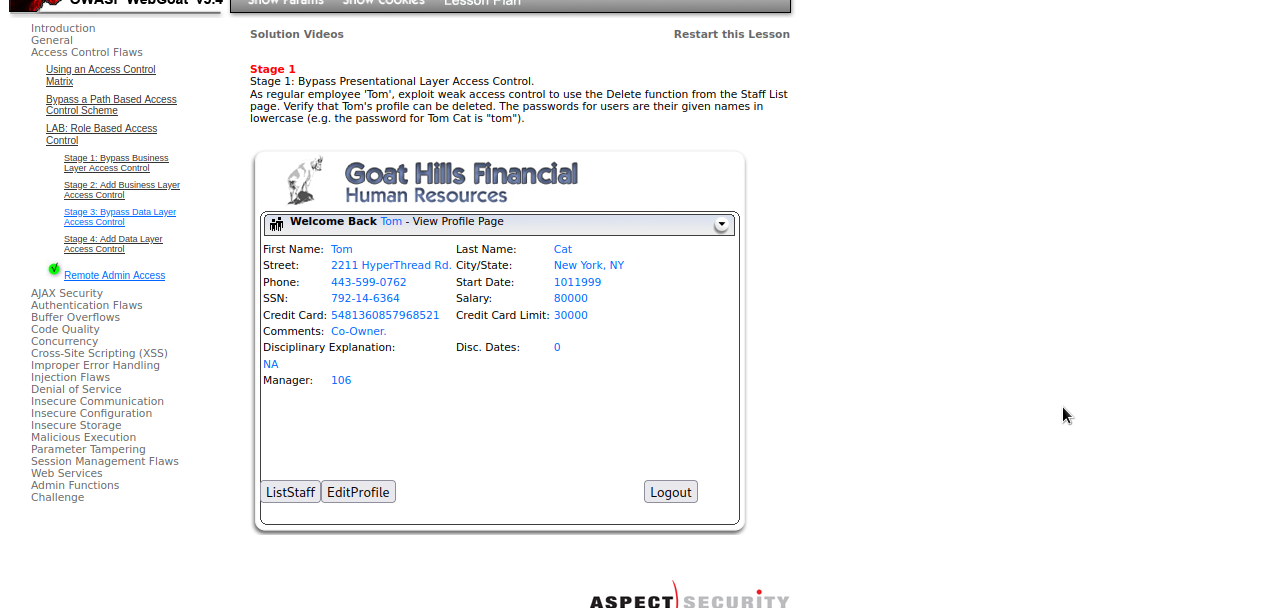 OWASP WebGoat V5.4
Show Params Show Cookies Lesson Plan
Introduction
General
Access Control Flaws
Using an Access Control
Matrix
Bypass a Path Based Access
Control Scheme
LAB: Role Based Access
Control
Stage 1: Bypass Business
Layer Access Control
Stage 2: Add Business Layer
Access Control
Stage 3: Bypass Data Layer
Access Control
Stage 4: Add Data Layer
Access Control
Remote Admin Access
AJAX Security
Authentication Flaws
Buffer Overflows
Code Quality
Concurrency
Cross-Site Scripting (XSS)
Improper Error Handling
Injection Flaws
Denial of Service
Insecure Communication
Insecure Configuration
Insecure Storage
Malicious Execution
Parameter Tampering
Session Management Flaws
Web Services
Admin Functions
Challenge
Solution Videos Restart this Lesson
Stage 1
Stage 1: Bypass Presentational Layer Access Control.
As regular employee 'Tom', exploit weak access control to use the Delete function from the Staff List
page. Verify that Tom's profile can be deleted. The passwords for users are their given names in
lowercase (e.g. the password for Tom Cat is "tom").
Goat Hills Financial
Human Resources
Welcome Back Tom - View Profile Page
First Name: Tom Last Name: Cat
Street: 2211 HyperThread Rd. City/State: New York, NY
Phone: 443-599-0762 Start Date: 1011999
SSN: 792-14-6364 Salary: 80000
Credit Card: 5481360857968521 Credit Card Limit: 30000
Comments: Co-Owner.
Disciplinary Explanation: Disc. Dates: 0
NA
Manager: 106
ListStaff EditProfile Logout
ASPECT SECURITY